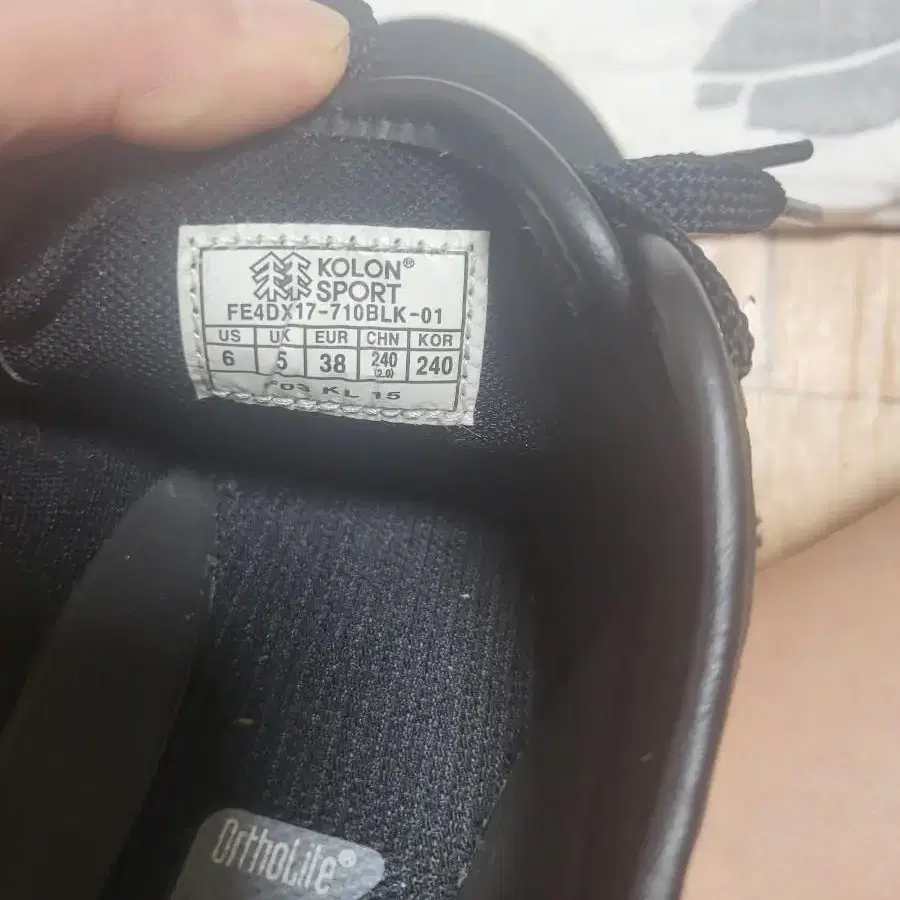 KOLON®
SPORT
FE4DX17-710BLK-01
US UK EUR CHN KOR
6 5 38 240 (2.0) 240
F03 KL 15
OrthoLite®